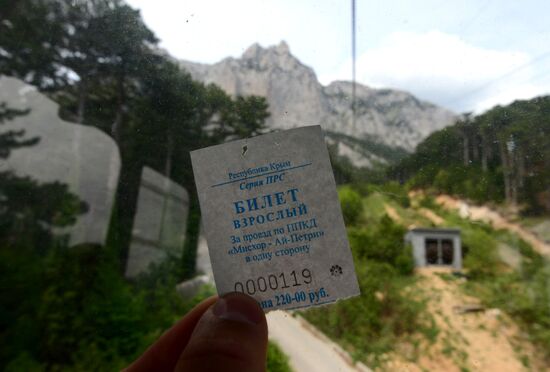 Республика Крым
Серия ПРС
БИЛЕТ
ВЗРОСЛЫЙ
За проезд по ППКД
«Мисхор - Ай-Петри»
в одну сторону
0000119
Цена 220-00 руб.